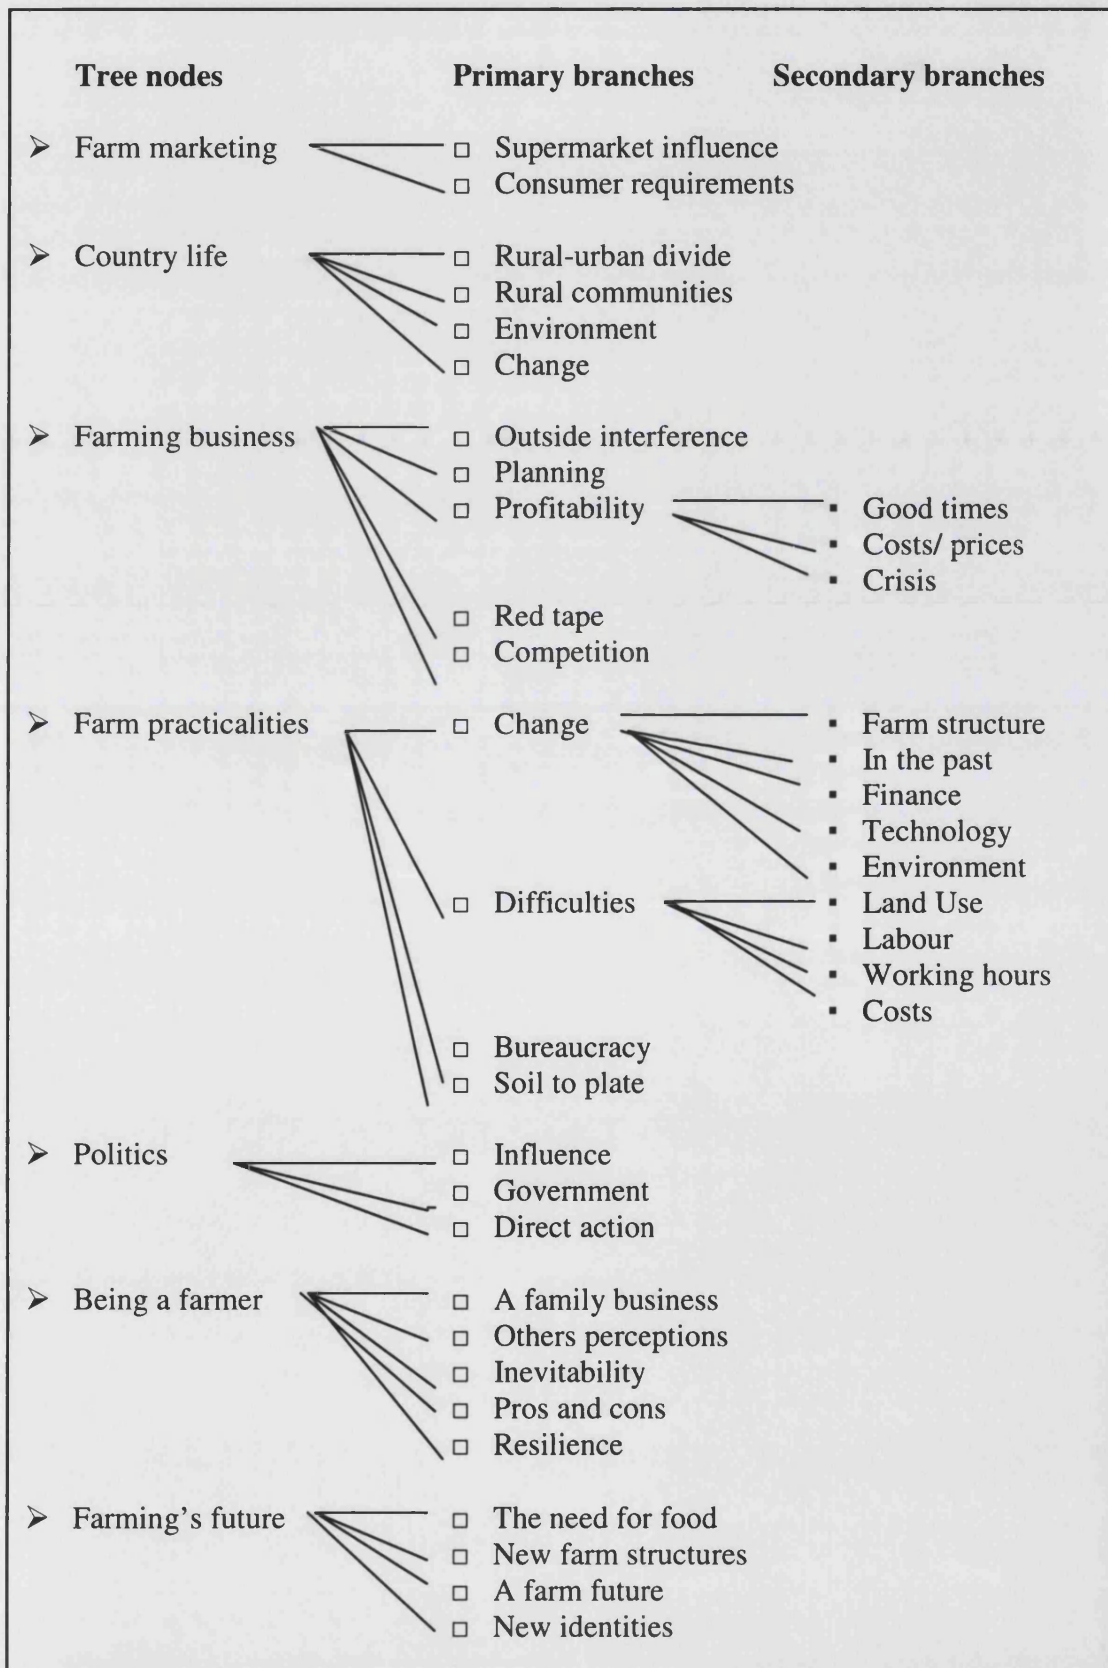 Tree nodes Primary branches Secondary branches
➢ Farm marketing □ Supermarket influence
□ Consumer requirements
➢ Country life □ Rural-urban divide
□ Rural communities
□ Environment
□ Change
➢ Farming business □ Outside interference
□ Planning
□ Profitability ▪ Good times
▪ Costs/ prices
▪ Crisis
□ Red tape
□ Competition
➢ Farm practicalities □ Change ▪ Farm structure
▪ In the past
▪ Finance
▪ Technology
▪ Environment
□ Difficulties ▪ Land Use
▪ Labour
▪ Working hours
▪ Costs
□ Bureaucracy
□ Soil to plate
➢ Politics □ Influence
□ Government
□ Direct action
➢ Being a farmer □ A family business
□ Others perceptions
□ Inevitability
□ Pros and cons
□ Resilience
➢ Farming's future □ The need for food
□ New farm structures
□ A farm future
□ New identities